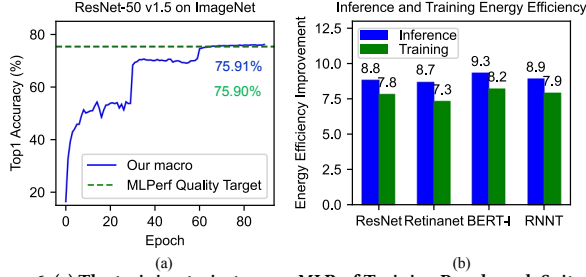 ResNet-50 v1.5 on ImageNet
80
60
40
20
Top1 Accuracy (%)
75.91%
75.90%
Our macro
MLPerf Quality Target
0
20
40
60
80
Epoch
(a)
Inference and Training Energy Efficiency
Energy Efficiency Improvement
12.5
10.0
7.5
5.0
2.5
0.0
Inference
Training
8.8
7.8
8.7
7.3
9.3
8.2
8.9
7.9
ResNet
Retinanet
BERT-l
RNNT
(b)